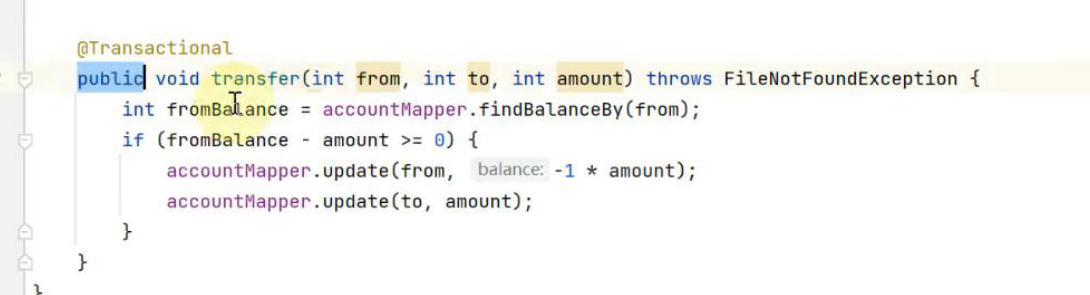 @Transactional
public void transfer(int from, int to, int amount) throws FileNotFoundException {
int fromBalance = accountMapper.findBalanceBy(from);
if (fromBalance - amount >= 0) {
accountMapper.update(from, balance: -1 * amount);
accountMapper.update(to, amount);
}
}
}